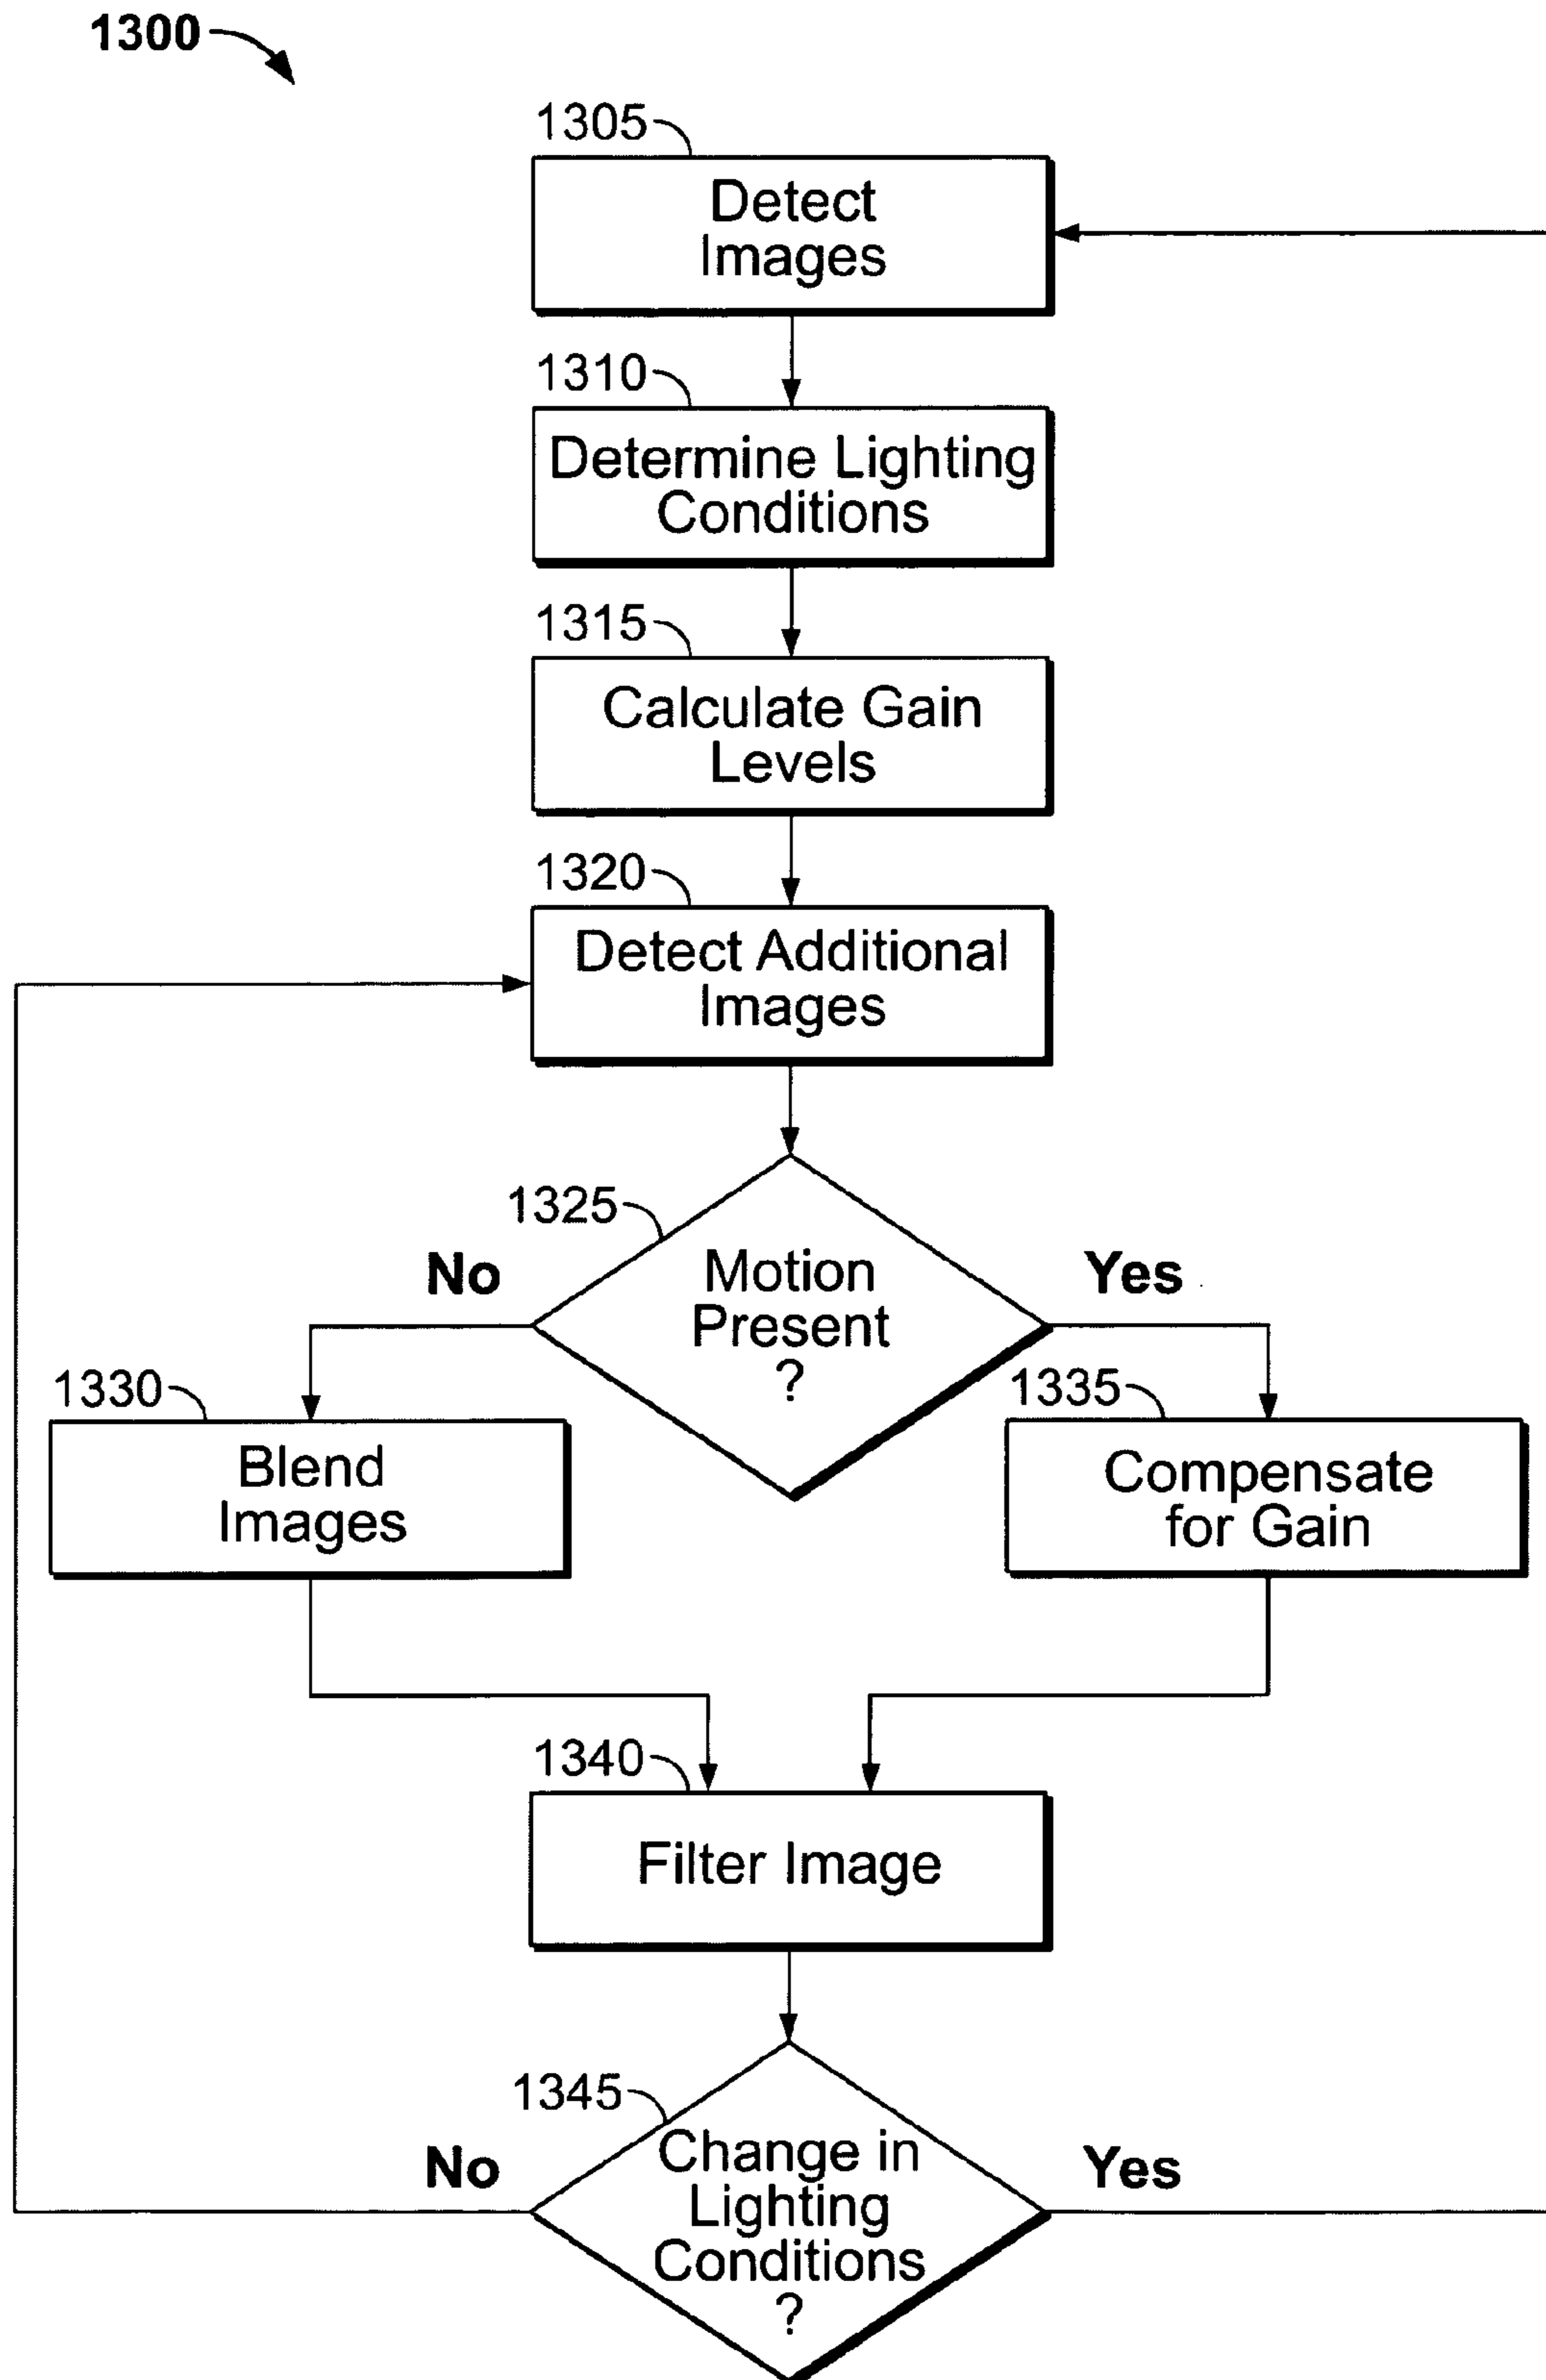 1300
1305
Detect
Images
1310
Determine Lighting
Conditions
1315
Calculate Gain
Levels
1320
Detect Additional
Images
1325
No
Motion
Present
?
Yes
1330
Blend
Images
1335
Compensate
for Gain
1340
Filter Image
1345
No
Change in
Lighting
Conditions
?
Yes